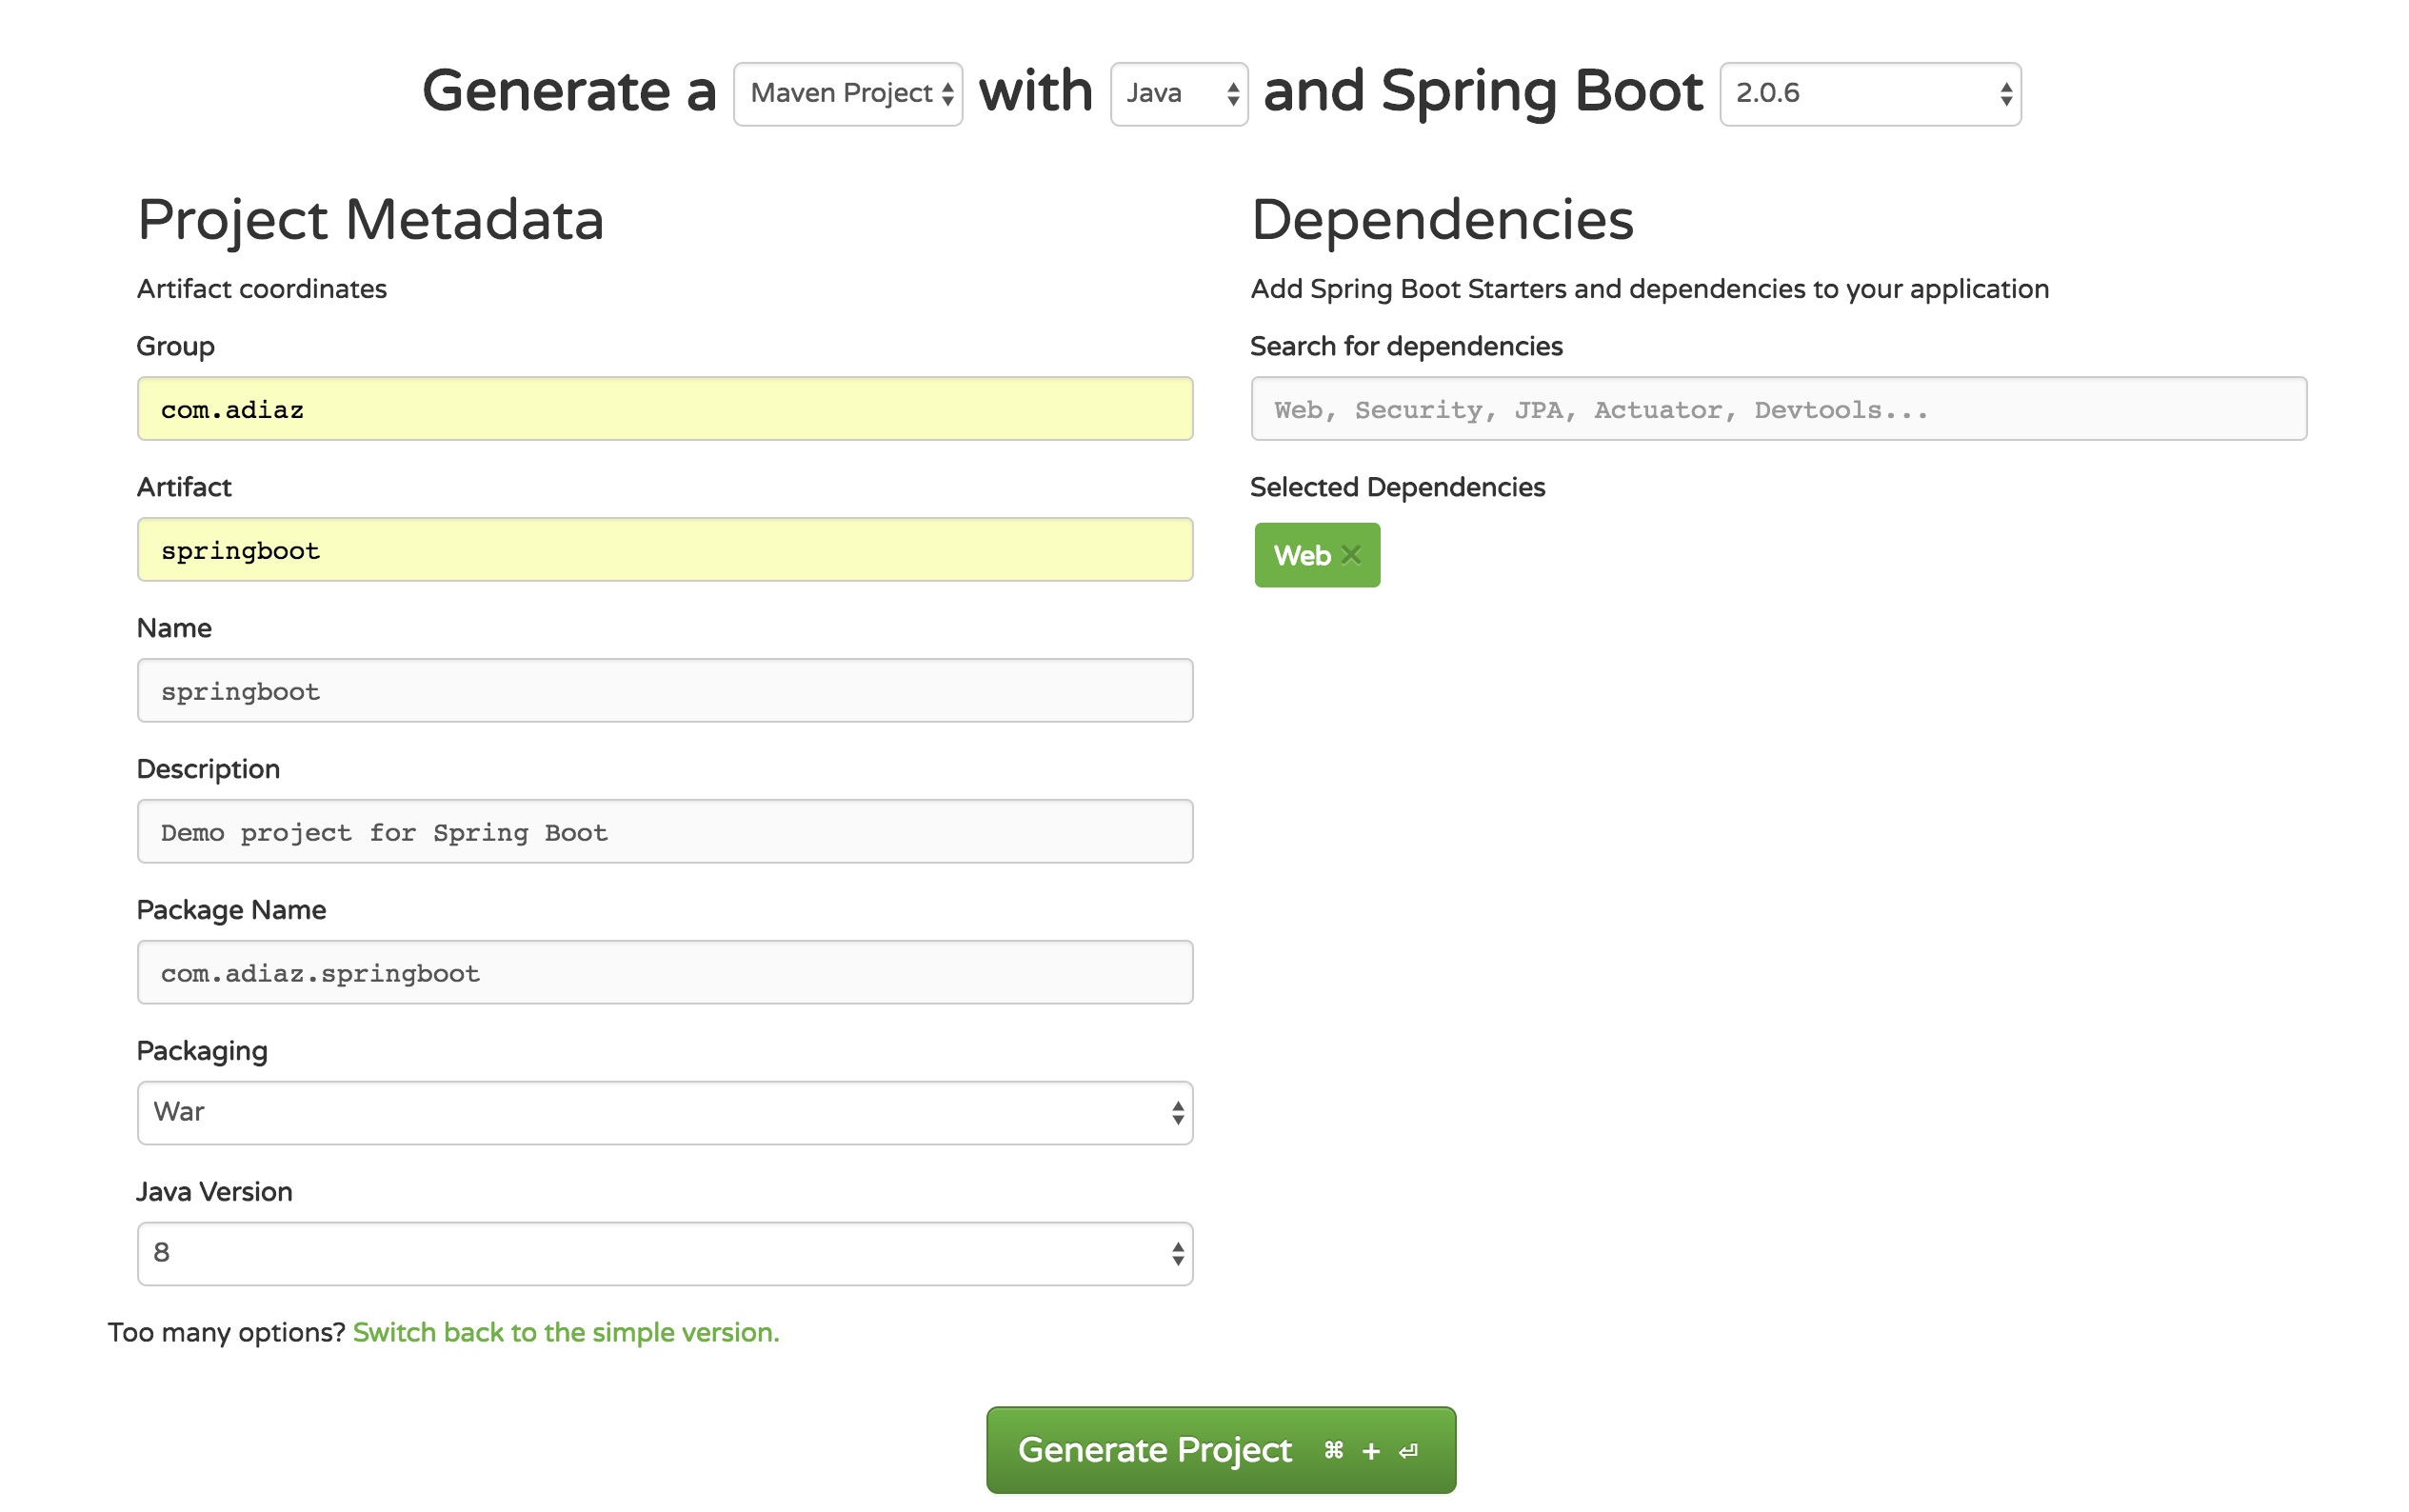 Generate a Maven Project with Java and Spring Boot 2.0.6
Project Metadata
Artifact coordinates
Group
com.adiaz
Artifact
springboot
Name
springboot
Description
Demo project for Spring Boot
Package Name
com.adiaz.springboot
Packaging
War
Java Version
8
Too many options? Switch back to the simple version.
Dependencies
Add Spring Boot Starters and dependencies to your application
Search for dependencies
Web, Security, JPA, Actuator, Devtools...
Selected Dependencies
Web ×
Generate Project ⌘ + ⏎